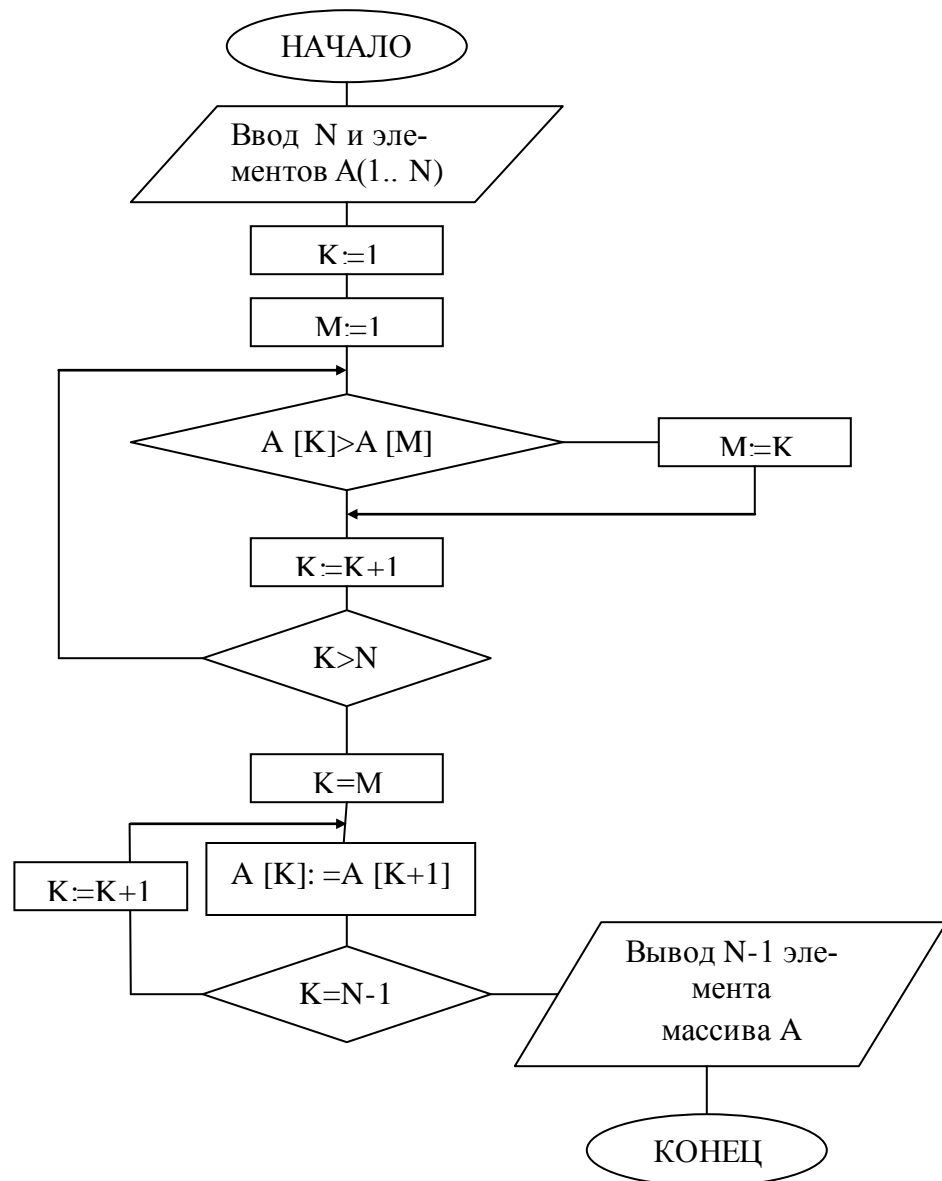 НАЧАЛО
Ввод N и эле-
ментов A(1.. N)
K:=1
M:=1
A [K]>A [M]
M:=K
K:=K+1
K>N
K=M
A [K]: =A [K+1]
K:=K+1
K=N-1
Вывод N-1 эле-
мента
массива A
КОНЕЦ